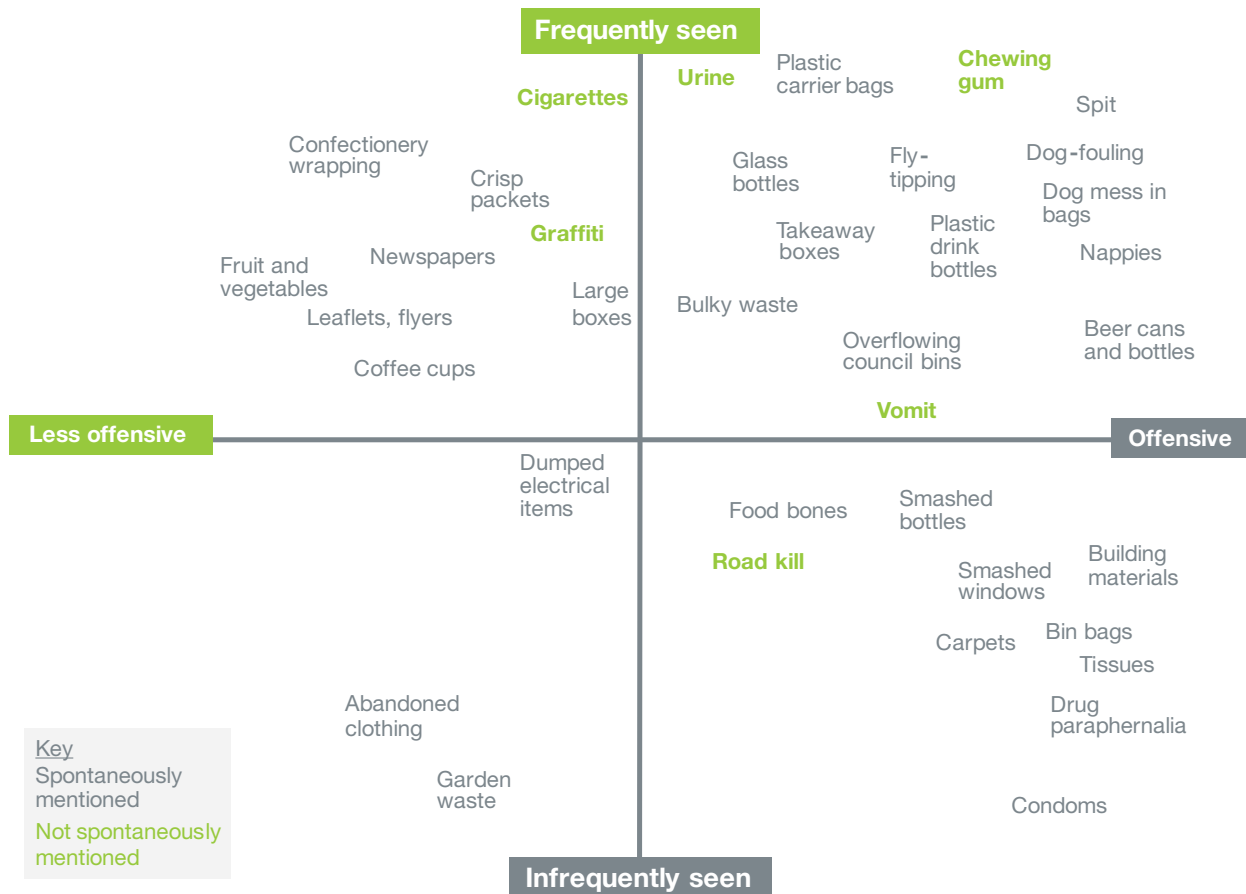 Frequently seen
Cigarettes
Confectionery
wrapping
Crisp
packets
Graffiti
Newspapers
Fruit and
vegetables
Large
boxes
Leaflets, flyers
Coffee cups
Urine
Plastic
carrier bags
Chewing
gum
Spit
Glass
bottles
Fly-
tipping
Dog-fouling
Dog mess in
bags
Takeaway
boxes
Plastic
drink
bottles
Nappies
Bulky waste
Overflowing
council bins
Beer cans
and bottles
Vomit
Less offensive
Offensive
Dumped
electrical
items
Abandoned
clothing
Garden
waste
Food bones
Smashed
bottles
Road kill
Smashed
windows
Building
materials
Carpets
Bin bags
Tissues
Drug
paraphernalia
Condoms
Key
Spontaneously
mentioned
Not spontaneously
mentioned
Infrequently seen